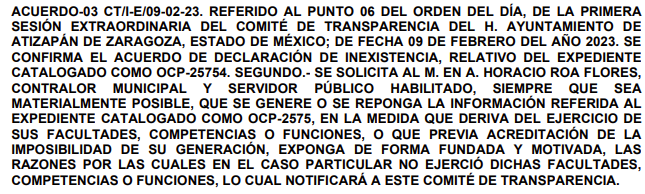 ACUERDO-03 CT/I-E/09-02-23. REFERIDO AL PUNTO 06 DEL ORDEN DEL DÍA, DE LA PRIMERA
SESIÓN EXTRAORDINARIA DEL COMITÉ DE TRANSPARENCIA DEL H. AYUNTAMIENTO DE
ATIZAPÁN DE ZARAGOZA, ESTADO DE MÉXICO; DE FECHA 09 DE FEBRERO DEL AÑO 2023. SE
CONFIRMA EL ACUERDO DE DECLARACIÓN DE INEXISTENCIA, RELATIVO DEL EXPEDIENTE
CATALOGADO COMO OCP-25754. SEGUNDO.- SE SOLICITA AL M. EN A. HORACIO ROA FLORES,
CONTRALOR MUNICIPAL Y SERVIDOR PÚBLICO HABILITADO, SIEMPRE QUE SEA
MATERIALMENTE POSIBLE, QUE SE GENERE O SE REPONGA LA INFORMACIÓN REFERIDA AL
EXPEDIENTE CATALOGADO COMO OCP-2575, EN LA MEDIDA QUE DERIVA DEL EJERCICIO DE
SUS FACULTADES, COMPETENCIAS O FUNCIONES, O QUE PREVIA ACREDITACIÓN DE LA
IMPOSIBILIDAD DE SU GENERACIÓN, EXPONGA DE FORMA FUNDADA Y MOTIVADA, LAS
RAZONES POR LAS CUALES EN EL CASO PARTICULAR NO EJERCIÓ DICHAS FACULTADES,
COMPETENCIAS O FUNCIONES, LO CUAL NOTIFICARÁ A ESTE COMITÉ DE TRANSPARENCIA.